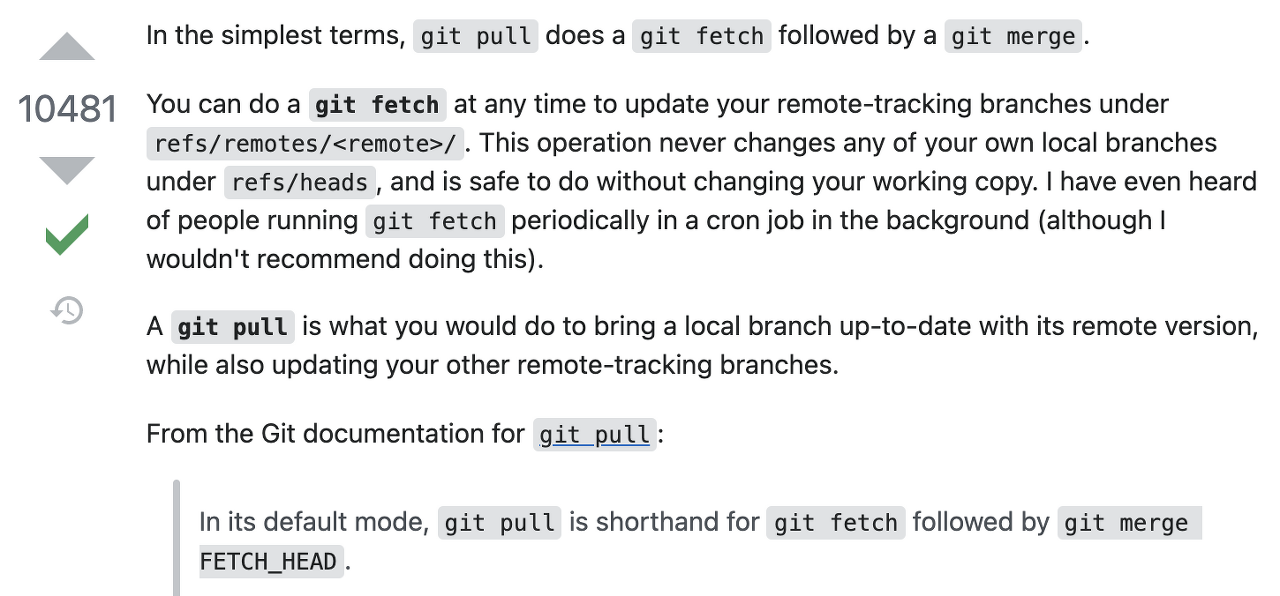 In the simplest terms, git pull does a git fetch followed by a git merge.
10481
You can do a git fetch at any time to update your remote-tracking branches under
refs/remotes/<remote>/. This operation never changes any of your own local branches
under refs/heads, and is safe to do without changing your working copy. I have even heard
of people running git fetch periodically in a cron job in the background (although I
wouldn't recommend doing this).
A git pull is what you would do to bring a local branch up-to-date with its remote version,
while also updating your other remote-tracking branches.
From the Git documentation for git pull:
In its default mode, git pull is shorthand for git fetch followed by git merge
FETCH_HEAD.